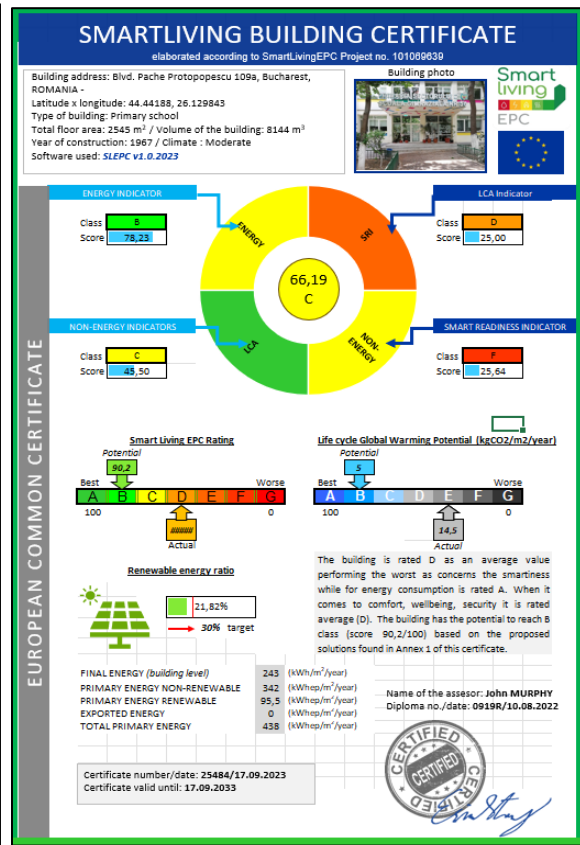 SMARTLIVING BUILDING CERTIFICATE
elaborated according to SmartLivingEPC Project no. 101069639
Building address: Blvd. Pache Protopopescu 109a, Bucharest,
ROMANIA -
Latitude x longitude: 44.44188, 26.129843
Type of building: Primary school
Total floor area: 2545 m² / Volume of the building: 8144 m³
Year of construction: 1967 / Climate : Moderate
Software used: SLEPC v1.0.2023
Building photo
Smart
living
EPC
EUROPEAN COMMON CERTIFICATE
ENERGY INDICATOR
Class B
Score 78,23
LCA Indicator
Class D
Score 25,00
ENERGY
SRI
66,19
C
LCA
NON-
ENERGY
NON-ENERGY INDICATORS
Class C
Score 45,50
SMART READINESS INDICATOR
Class F
Score 25,64
Smart Living EPC Rating
Potential
90,2
Best
Worse
A B C D E F G
100
0
######
Actual
Life cycle Global Warming Potential (kgCO2/m2/year)
Potential
5
Best
Worse
A B C D E F G
100
0
14,5
Actual
Renewable energy ratio
21,82%
30% target
The building is rated D as an average value
performing the worst as concerns the smartness
while for energy consumption is rated A. When it
comes to comfort, wellbeing, security it is rated
average (D). The building has the potential to reach B
class (score 90,2/100) based on the proposed
solutions found in Annex 1 of this certificate.
FINAL ENERGY (building level) 243 (kWh/m²/year)
PRIMARY ENERGY NON-RENEWABLE 342 (kWhep/m²/year)
PRIMARY ENERGY RENEWABLE 95,5 (kWhep/m²/year)
EXPORTED ENERGY 0 (kWhep/m²/year)
TOTAL PRIMARY ENERGY 438 (kWhep/m²/year)
Name of the assesor: John MURPHY
Diploma no./date: 0919R/10.08.2022
Certificate number/date: 25484/17.09.2023
Certificate valid until: 17.09.2033
CERTIFIED
CERTIFIED
CERTIFIED